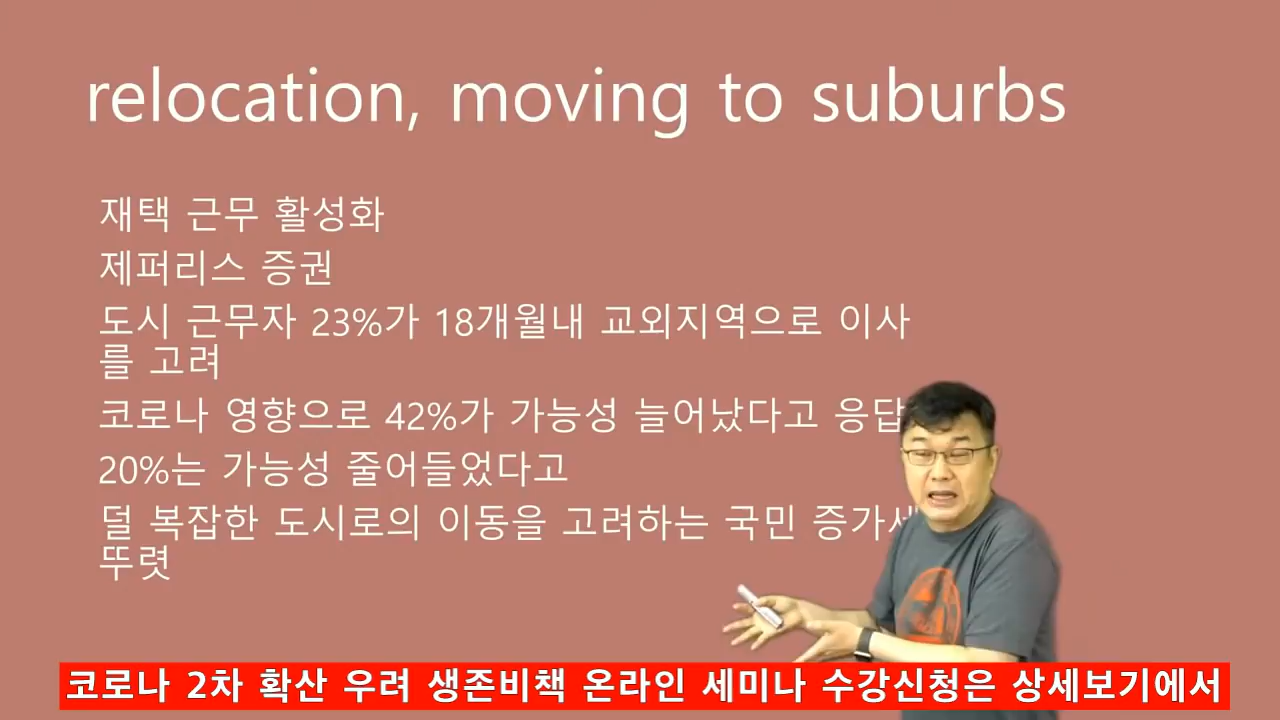 relocation, moving to suburbs
재택 근무 활성화
제퍼리스 증권
도시 근무자 23%가 18개월내 교외지역으로 이사
를 고려
코로나 영향으로 42%가 가능성 늘어났다고 응답
20%는 가능성 줄어들었다고
덜 복잡한 도시로의 이동을 고려하는 국민 증가세
뚜렷
코로나 2차 확산 우려 생존비책 온라인 세미나 수강신청은 상세보기에서